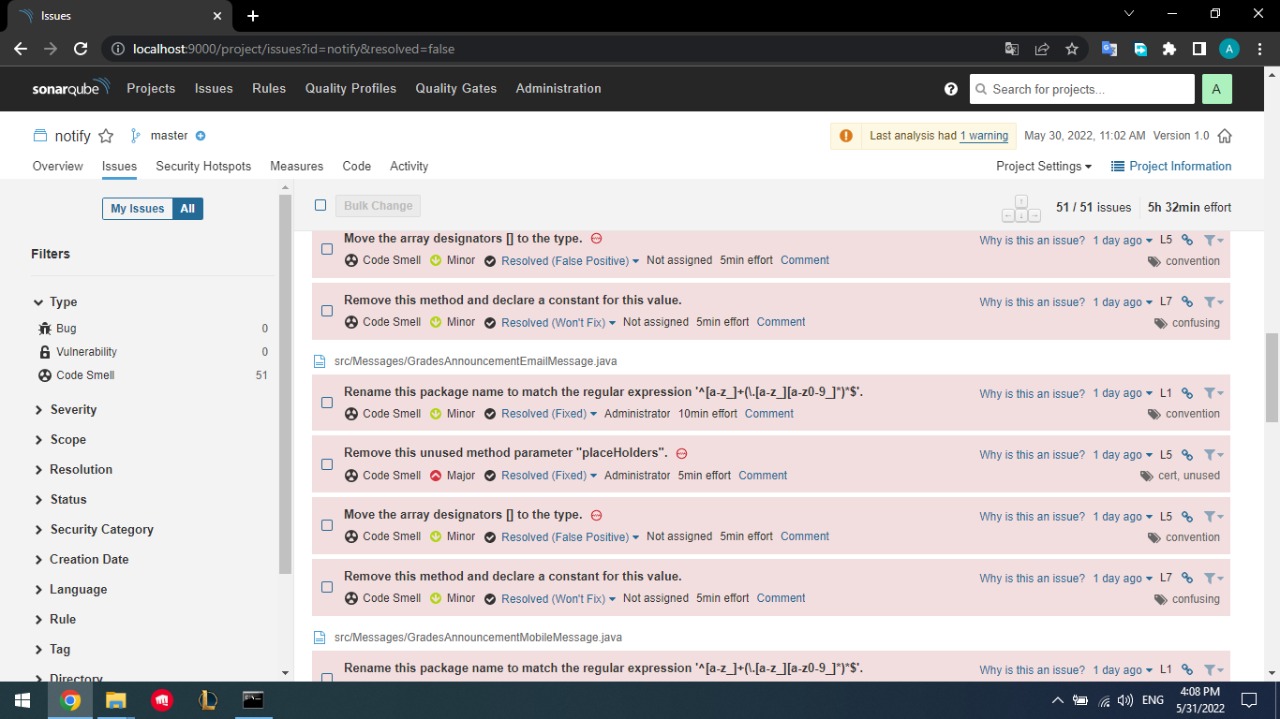 Issues
localhost:9000/project/issues?id=notify&resolved=false
A
sonarqube Projects Issues Rules Quality Profiles Quality Gates Administration
Search for projects...
A
notify master
Last analysis had 1 warning May 30, 2022, 11:02 AM Version 1.0
Overview Issues Security Hotspots Measures Code Activity
Project Settings Project Information
My Issues All
Bulk Change
51 / 51 issues 5h 32min effort
Filters
Type
Bug 0
Vulnerability 0
Code Smell 51
Severity
Scope
Resolution
Status
Security Category
Creation Date
Language
Rule
Tag
Directory
Move the array designators [] to the type. Why is this an issue? 1 day ago L5
Code Smell Minor Resolved (False Positive) Not assigned 5min effort Comment convention
Remove this method and declare a constant for this value. Why is this an issue? 1 day ago L7
Code Smell Minor Resolved (Won't Fix) Not assigned 5min effort Comment confusing
src/Messages/GradesAnnouncementEmailMessage.java
Rename this package name to match the regular expression '^[a-z_]+(\.[a-z_][a-z0-9_]*)*$'. Why is this an issue? 1 day ago L1
Code Smell Minor Resolved (Fixed) Administrator 10min effort Comment convention
Remove this unused method parameter "placeHolders". Why is this an issue? 1 day ago L5
Code Smell Major Resolved (Fixed) Administrator 5min effort Comment cert, unused
Move the array designators [] to the type. Why is this an issue? 1 day ago L5
Code Smell Minor Resolved (False Positive) Not assigned 5min effort Comment convention
Remove this method and declare a constant for this value. Why is this an issue? 1 day ago L7
Code Smell Minor Resolved (Won't Fix) Not assigned 5min effort Comment confusing
src/Messages/GradesAnnouncementMobileMessage.java
Rename this package name to match the regular expression '^[a-z_]+(\.[a-z_][a-z0-9_]*)*$'. Why is this an issue? 1 day ago L1
ENG
4:08 PM
5/31/2022